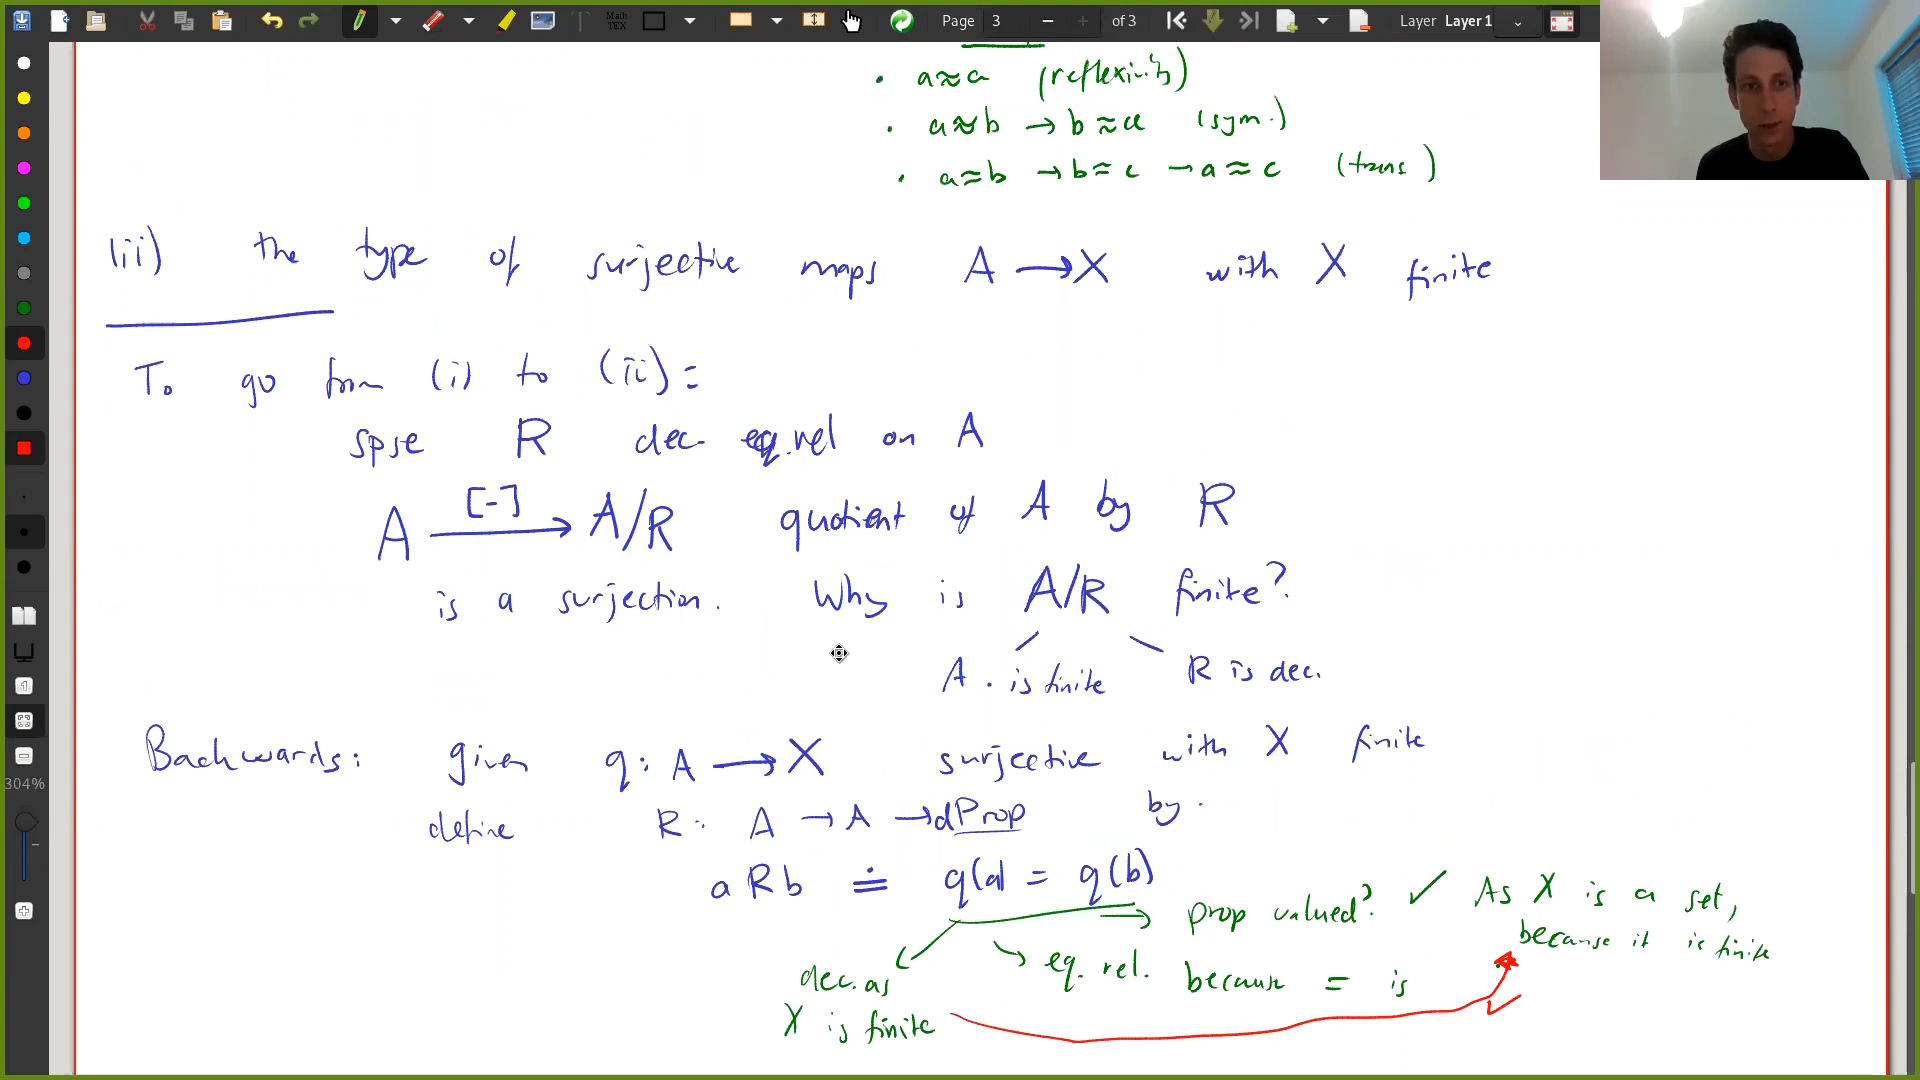 Page 3 of 3 Layer Layer 1
Math TEX
304%
• a≈a (reflexivity)
• a≈b → b≈a (sym.)
• a≈b → b≈c → a≈c (trans)
(ii) the type of surjective maps A → X with X finite
To go from (i) to (ii):
spse R dec. eq.rel on A
A [-] → A/R quotient of A by R
is a surjection. Why is A/R finite?
A is finite R is dec.
Backwards: given q: A → X surjective with X finite
define R: A → A → dProp by.
a R b ≐ q(a) = q(b)
prop valued? ✓ As X is a set,
because it is finite
eq. rel. because = is ✓
dec. as
X is finite